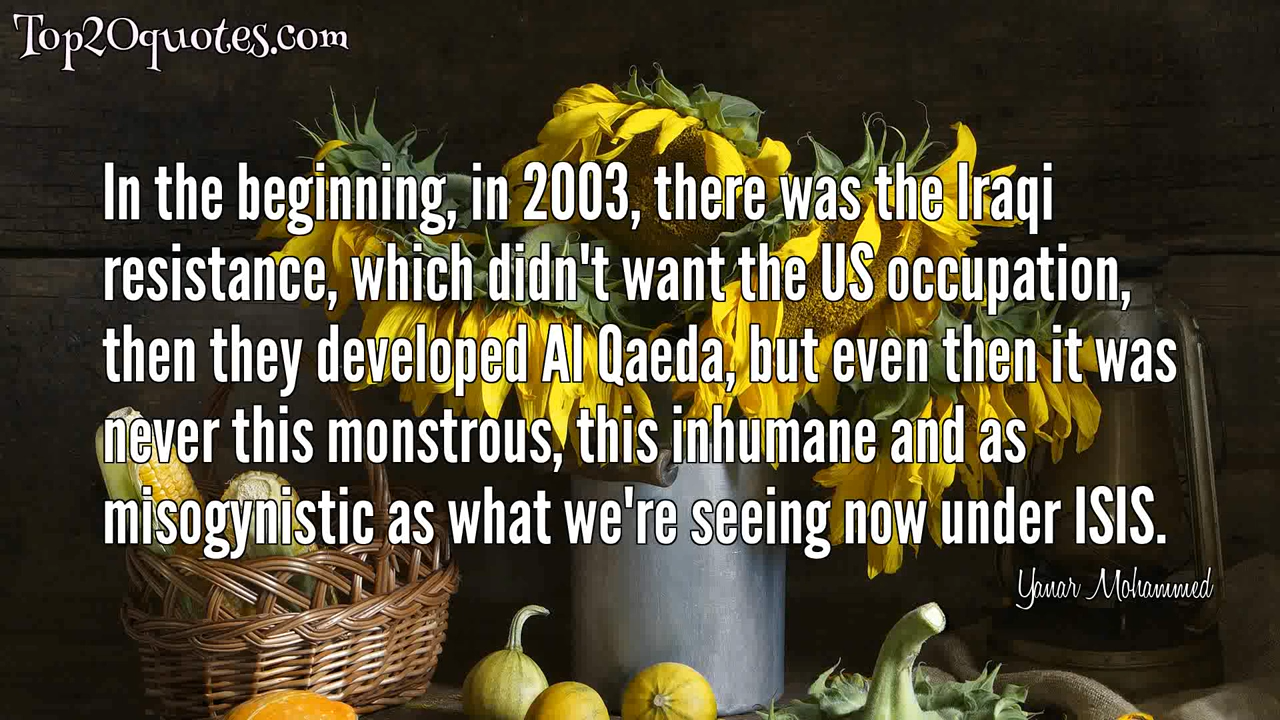 Top20quotes.com
In the beginning, in 2003, there was the Iraqi
resistance, which didn't want the US occupation,
then they developed Al Qaeda, but even then it was
never this monstrous, this inhumane and as
misogynistic as what we're seeing now under ISIS.
Yanar Mohammed